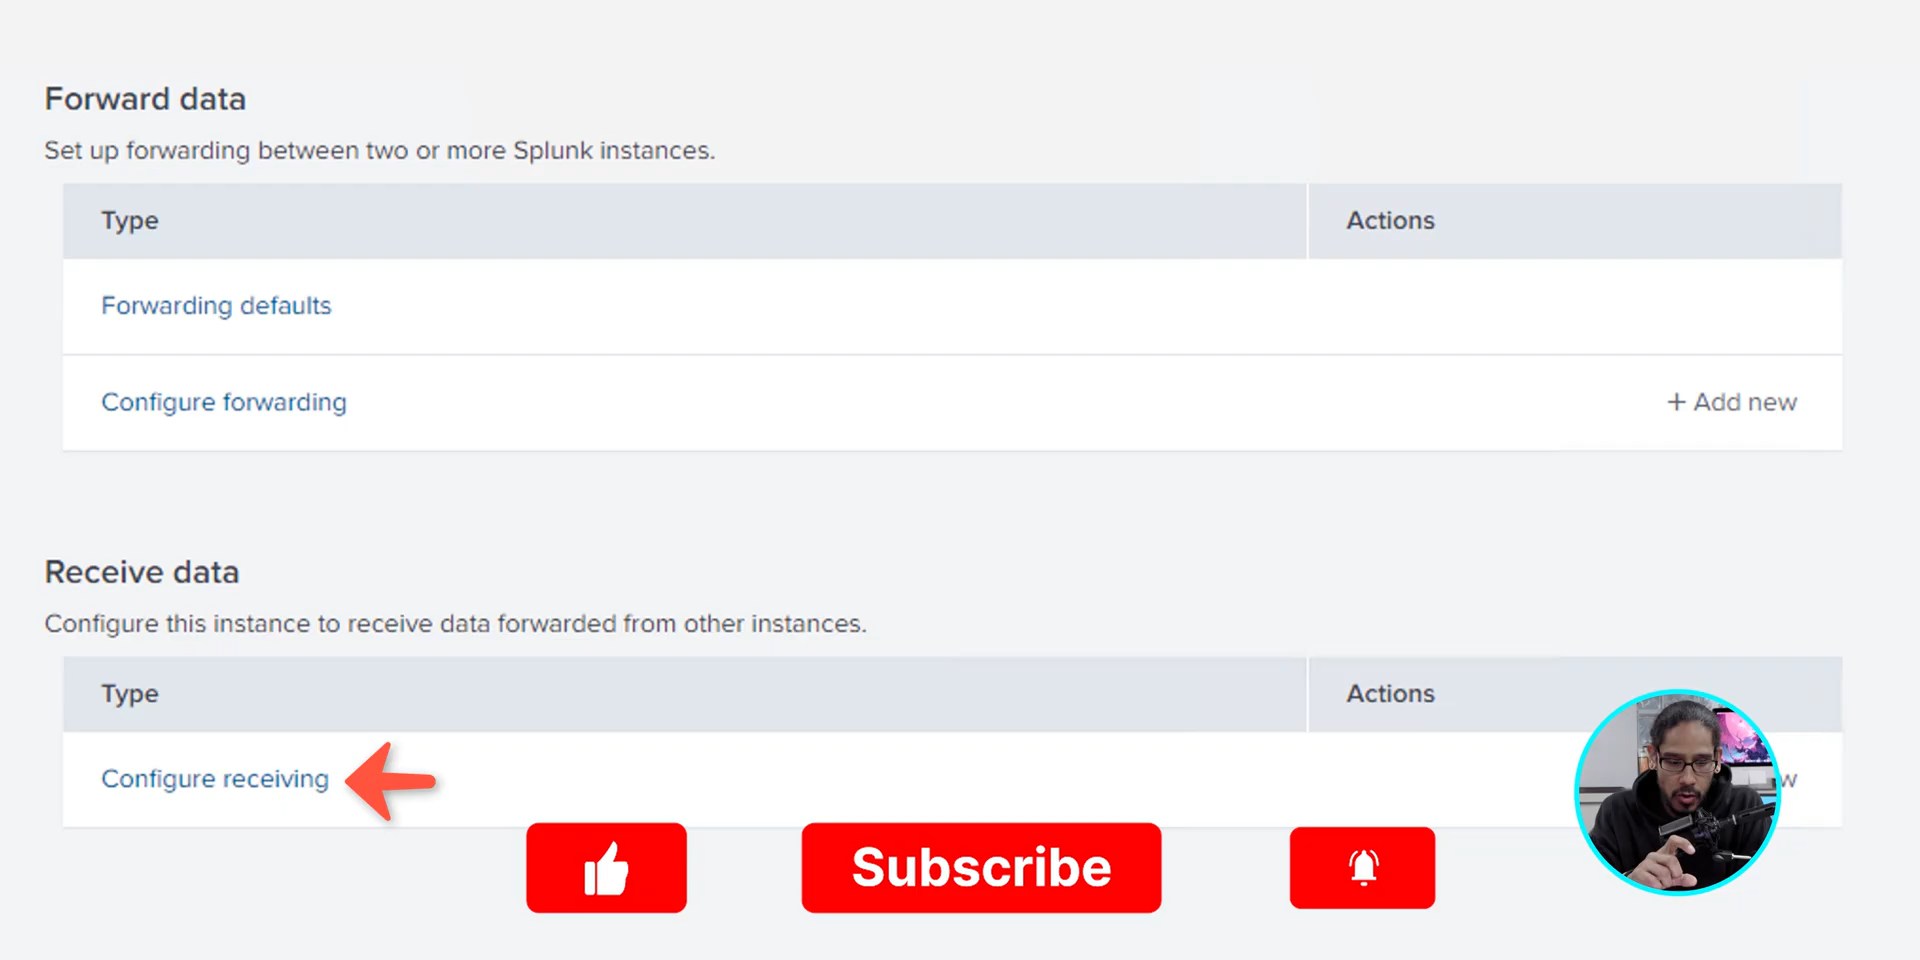 Forward data
Set up forwarding between two or more Splunk instances.
Type Actions
Forwarding defaults
Configure forwarding + Add new
Receive data
Configure this instance to receive data forwarded from other instances.
Type Actions
Configure receiving
Subscribe